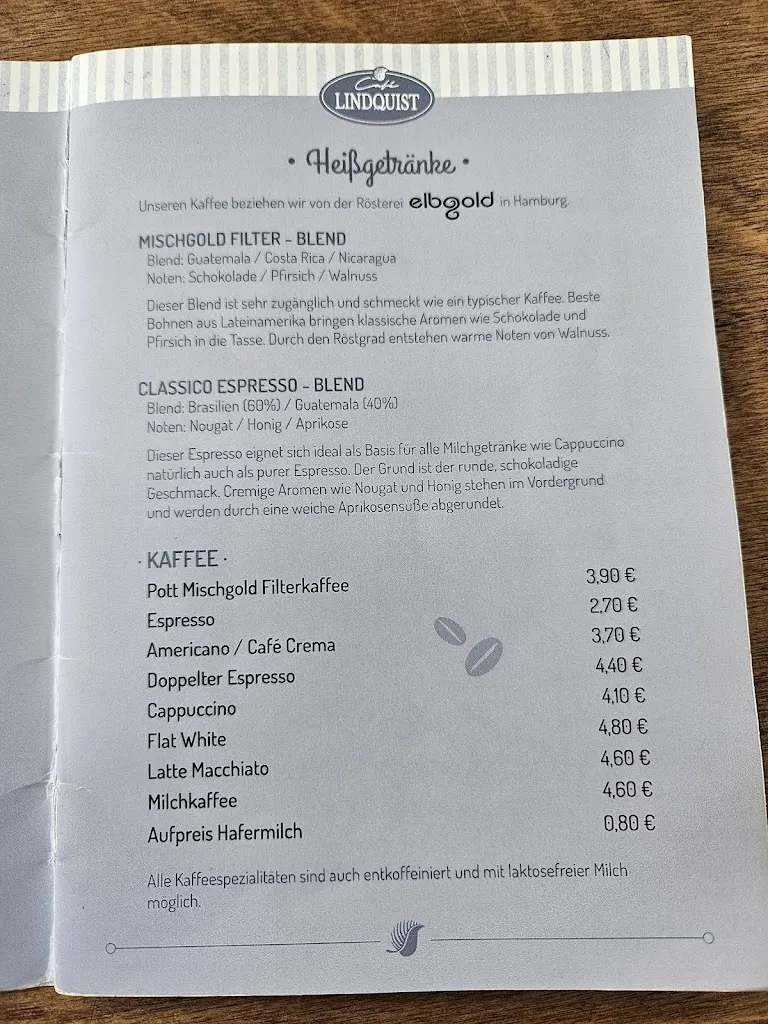 Café
LINDQUIST
• Heißgetränke •
Unseren Kaffee beziehen wir von der Rösterei elbgold in Hamburg.
MISCHGOLD FILTER – BLEND
Blend: Guatemala / Costa Rica / Nicaragua
Noten: Schokolade / Pfirsich / Walnuss
Dieser Blend ist sehr zugänglich und schmeckt wie ein typischer Kaffee. Beste
Bohnen aus Lateinamerika bringen klassische Aromen wie Schokolade und
Pfirsich in die Tasse. Durch den Röstgrad entstehen warme Noten von Walnuss.
CLASSICO ESPRESSO – BLEND
Blend: Brasilien (60%) / Guatemala (40%)
Noten: Nougat / Honig / Aprikose
Dieser Espresso eignet sich ideal als Basis für alle Milchgetränke wie Cappuccino
natürlich auch als purer Espresso. Der Grund ist der runde, schokoladige
Geschmack. Cremige Aromen wie Nougat und Honig stehen im Vordergrund
und werden durch eine weiche Aprikosensüße abgerundet.
· KAFFEE ·
Pott Mischgold Filterkaffee 3,90 €
Espresso 2,70 €
Americano / Café Crema 3,70 €
Doppelter Espresso 4,40 €
Cappuccino 4,10 €
Flat White 4,80 €
Latte Macchiato 4,60 €
Milchkaffee 4,60 €
Aufpreis Hafermilch 0,80 €
Alle Kaffeespezialitäten sind auch entkoffeiniert und mit laktosefreier Milch
möglich.